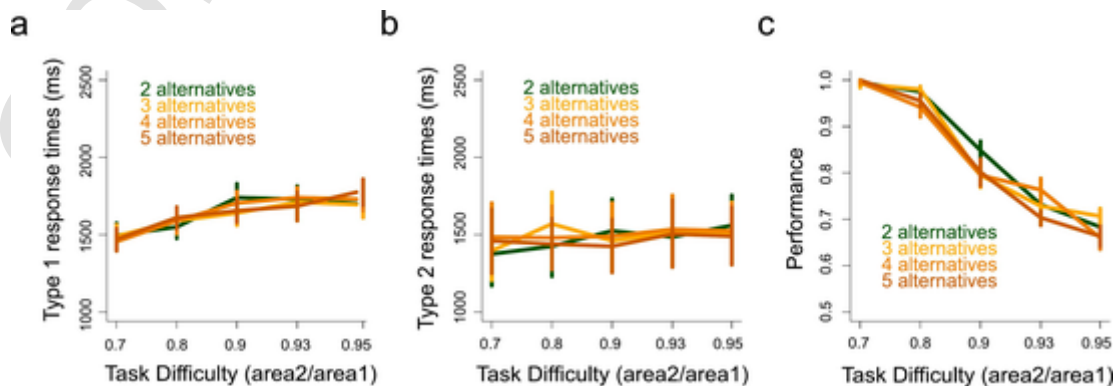 a
Type 1 response times (ms)
2500
2000
1500
1000
2 alternatives
3 alternatives
4 alternatives
5 alternatives
0.7 0.8 0.9 0.93 0.95
Task Difficulty (area2/area1)
b
Type 2 response times (ms)
2500
2000
1500
1000
2 alternatives
3 alternatives
4 alternatives
5 alternatives
0.7 0.8 0.9 0.93 0.95
Task Difficulty (area2/area1)
c
Performance
1.0
0.9
0.8
0.7
0.6
0.5
2 alternatives
3 alternatives
4 alternatives
5 alternatives
0.7 0.8 0.9 0.93 0.95
Task Difficulty (area2/area1)